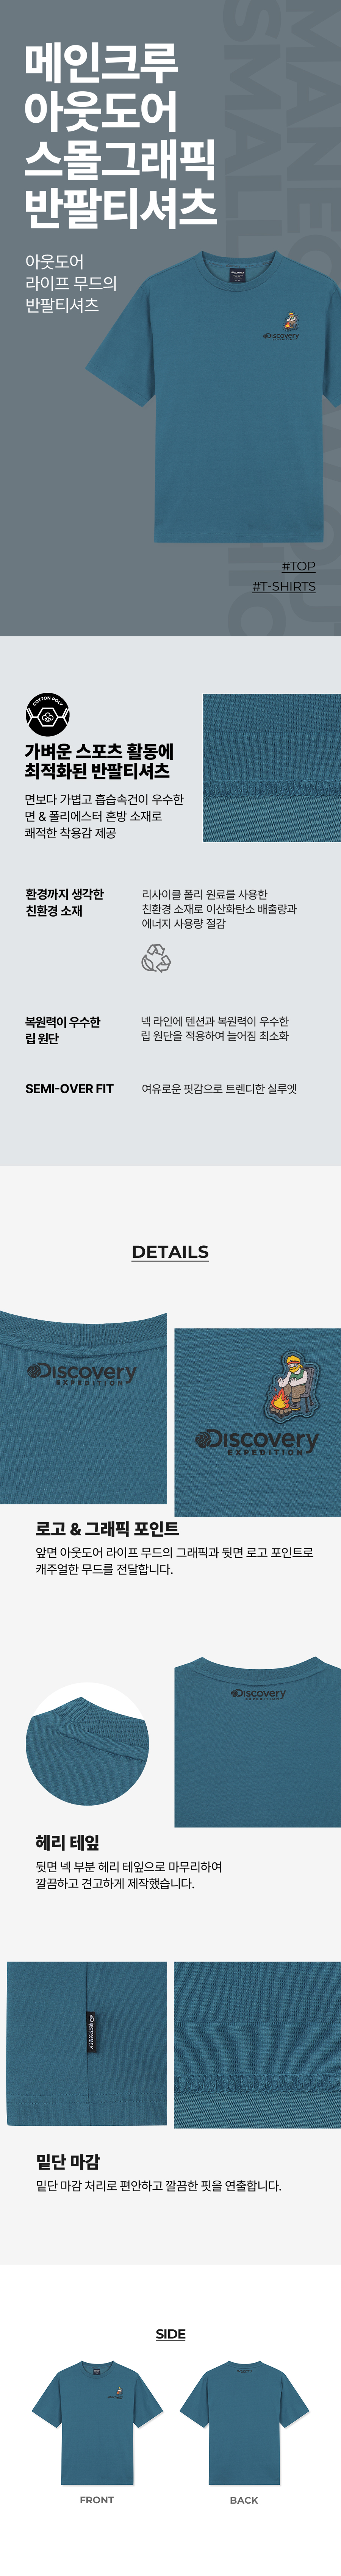 메인크루
아웃도어
스몰그래픽
반팔티셔츠
아웃도어
라이프 무드의
반팔티셔츠
SMALL
Discovery
EXPEDITION
#TOP
#T-SHIRTS
COTTON POLY
가벼운 스포츠 활동에
최적화된 반팔티셔츠
면보다 가볍고 흡습속건이 우수한
면 & 폴리에스터 혼방 소재로
쾌적한 착용감 제공
환경까지 생각한
친환경 소재
리사이클 폴리 원료를 사용한
친환경 소재로 이산화탄소 배출량과
에너지 사용량 절감
복원력이 우수한
립 원단
넥 라인에 텐션과 복원력이 우수한
립 원단을 적용하여 늘어짐 최소화
SEMI-OVER FIT
여유로운 핏감으로 트렌디한 실루엣
DETAILS
Discovery
EXPEDITION
Discovery
EXPEDITION
로고 & 그래픽 포인트
앞면 아웃도어 라이프 무드의 그래픽과 뒷면 로고 포인트로
캐주얼한 무드를 전달합니다.
Discovery
EXPEDITION
헤리 테잎
뒷면 넥 부분 헤리 테잎으로 마무리하여
깔끔하고 견고하게 제작했습니다.
Discovery
밑단 마감
밑단 마감 처리로 편안하고 깔끔한 핏을 연출합니다.
SIDE
FRONT
BACK